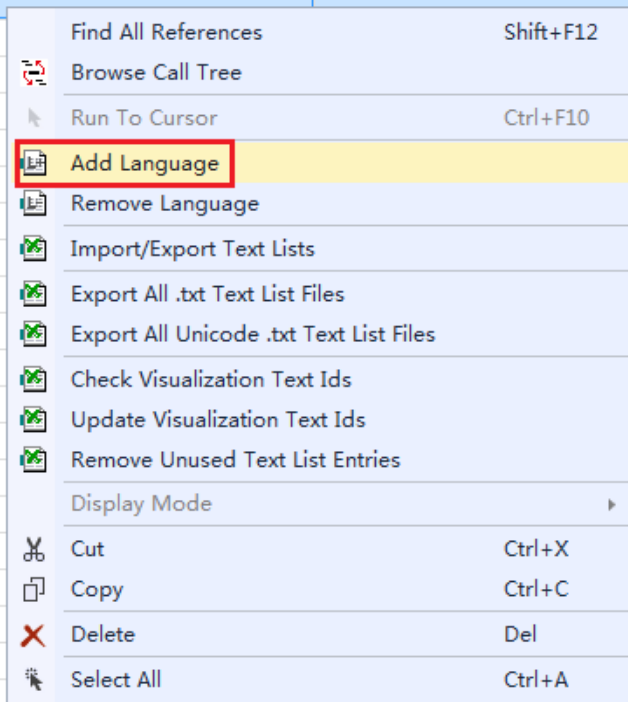 Find All References Shift+F12
Browse Call Tree
Run To Cursor Ctrl+F10
Add Language
Remove Language
Import/Export Text Lists
Export All .txt Text List Files
Export All Unicode .txt Text List Files
Check Visualization Text Ids
Update Visualization Text Ids
Remove Unused Text List Entries
Display Mode
Cut Ctrl+X
Copy Ctrl+C
Delete Del
Select All Ctrl+A